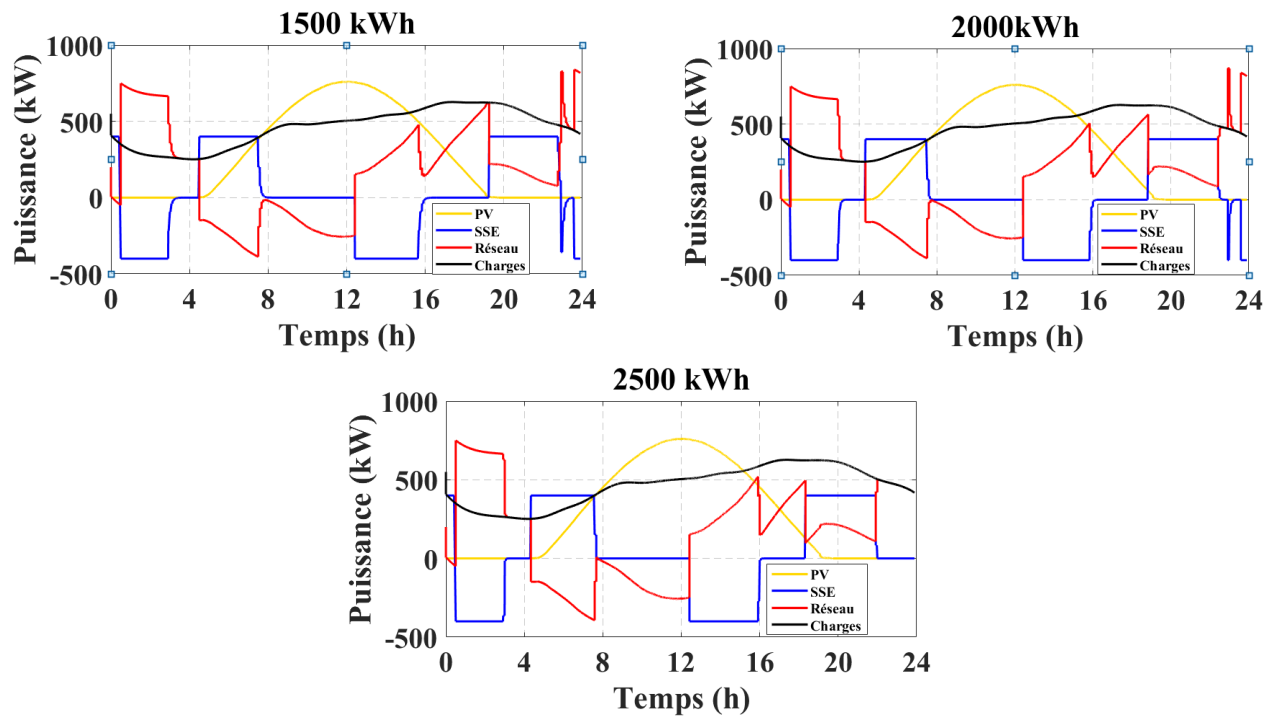 1500 kWh
Puissance (kW)
1000
500
0
-500
PV
SSE
Réseau
Charges
0 4 8 12 16 20 24
Temps (h)
2000kWh
Puissance (kW)
1000
500
0
-500
PV
SSE
Réseau
Charges
0 4 8 12 16 20 24
Temps (h)
2500 kWh
Puissance (kW)
1000
500
0
-500
PV
SSE
Réseau
Charges
0 4 8 12 16 20 24
Temps (h)